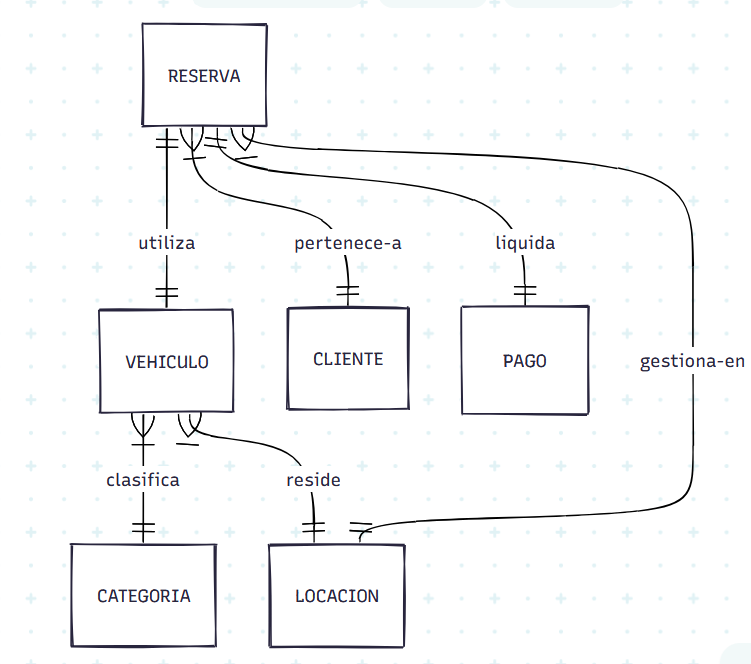 RESERVA
utiliza
pertenece-a
liquida
VEHICULO
CLIENTE
PAGO
gestiona-en
clasifica
reside
CATEGORIA
LOCACION